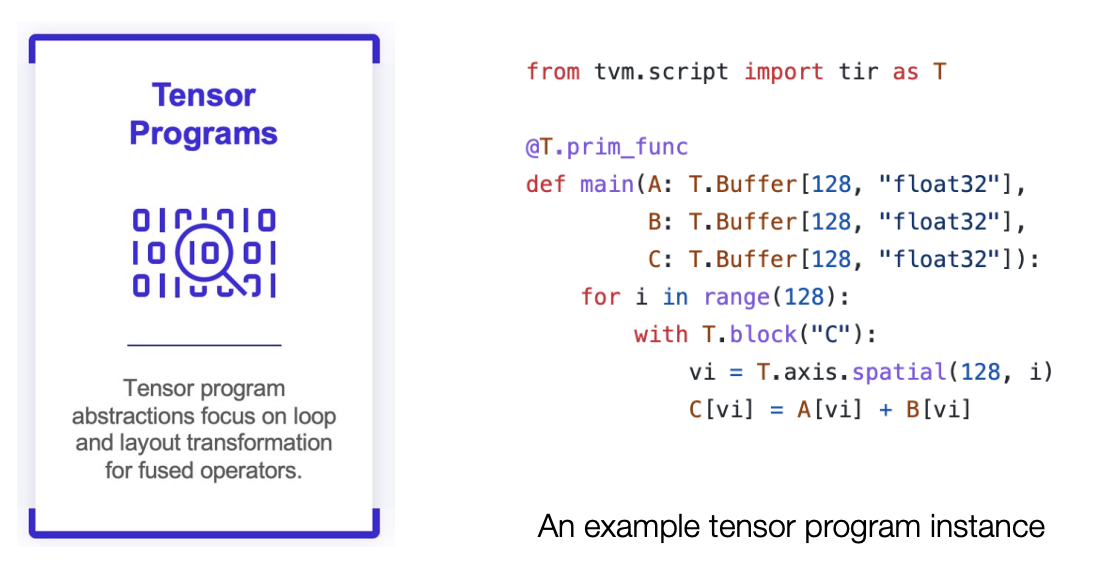 Tensor
Programs
Tensor program
abstractions focus on loop
and layout transformation
for fused operators.
from tvm.script import tir as T
@T.prim_func
def main(A: T.Buffer[128, "float32"],
         B: T.Buffer[128, "float32"],
         C: T.Buffer[128, "float32"]):
    for i in range(128):
        with T.block("C"):
            vi = T.axis.spatial(128, i)
            C[vi] = A[vi] + B[vi]
An example tensor program instance